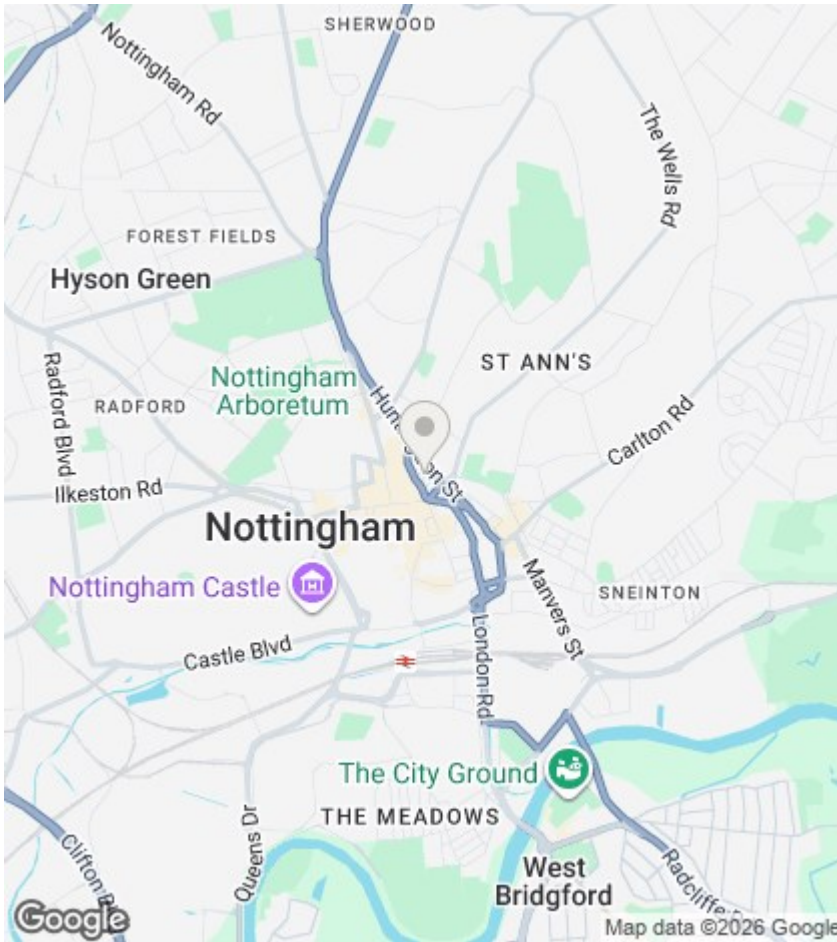 SHERWOOD
Nottingham Rd
The Wells Rd
FOREST FIELDS
Hyson Green
ST ANN'S
Nottingham
Arboretum
Radford Blvd
RADFORD
Carlton Rd
Ilkeston Rd
Nottingham
Nottingham Castle
Manvers St
SNEINTON
Castle Blvd
London Rd
The City Ground
THE MEADOWS
Queens Dr
West
Bridgford
Google
Map data ©2026 Google